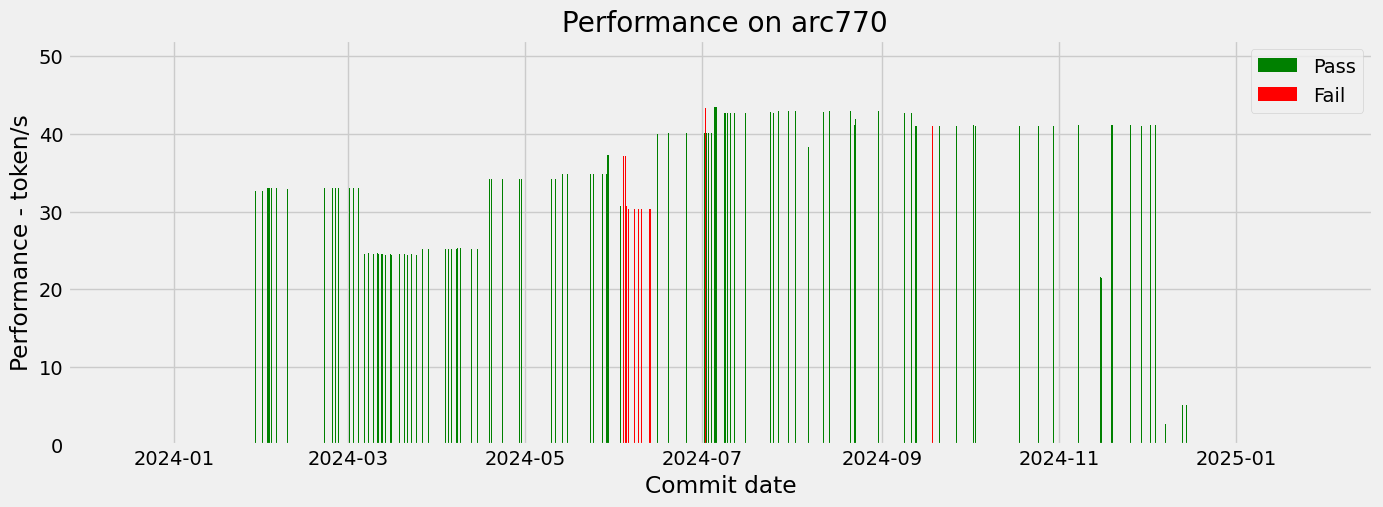 Performance on arc770
Performance - token/s
50
40
30
20
10
0
Pass
Fail
2024-01 2024-03 2024-05 2024-07 2024-09 2024-11 2025-01
Commit date